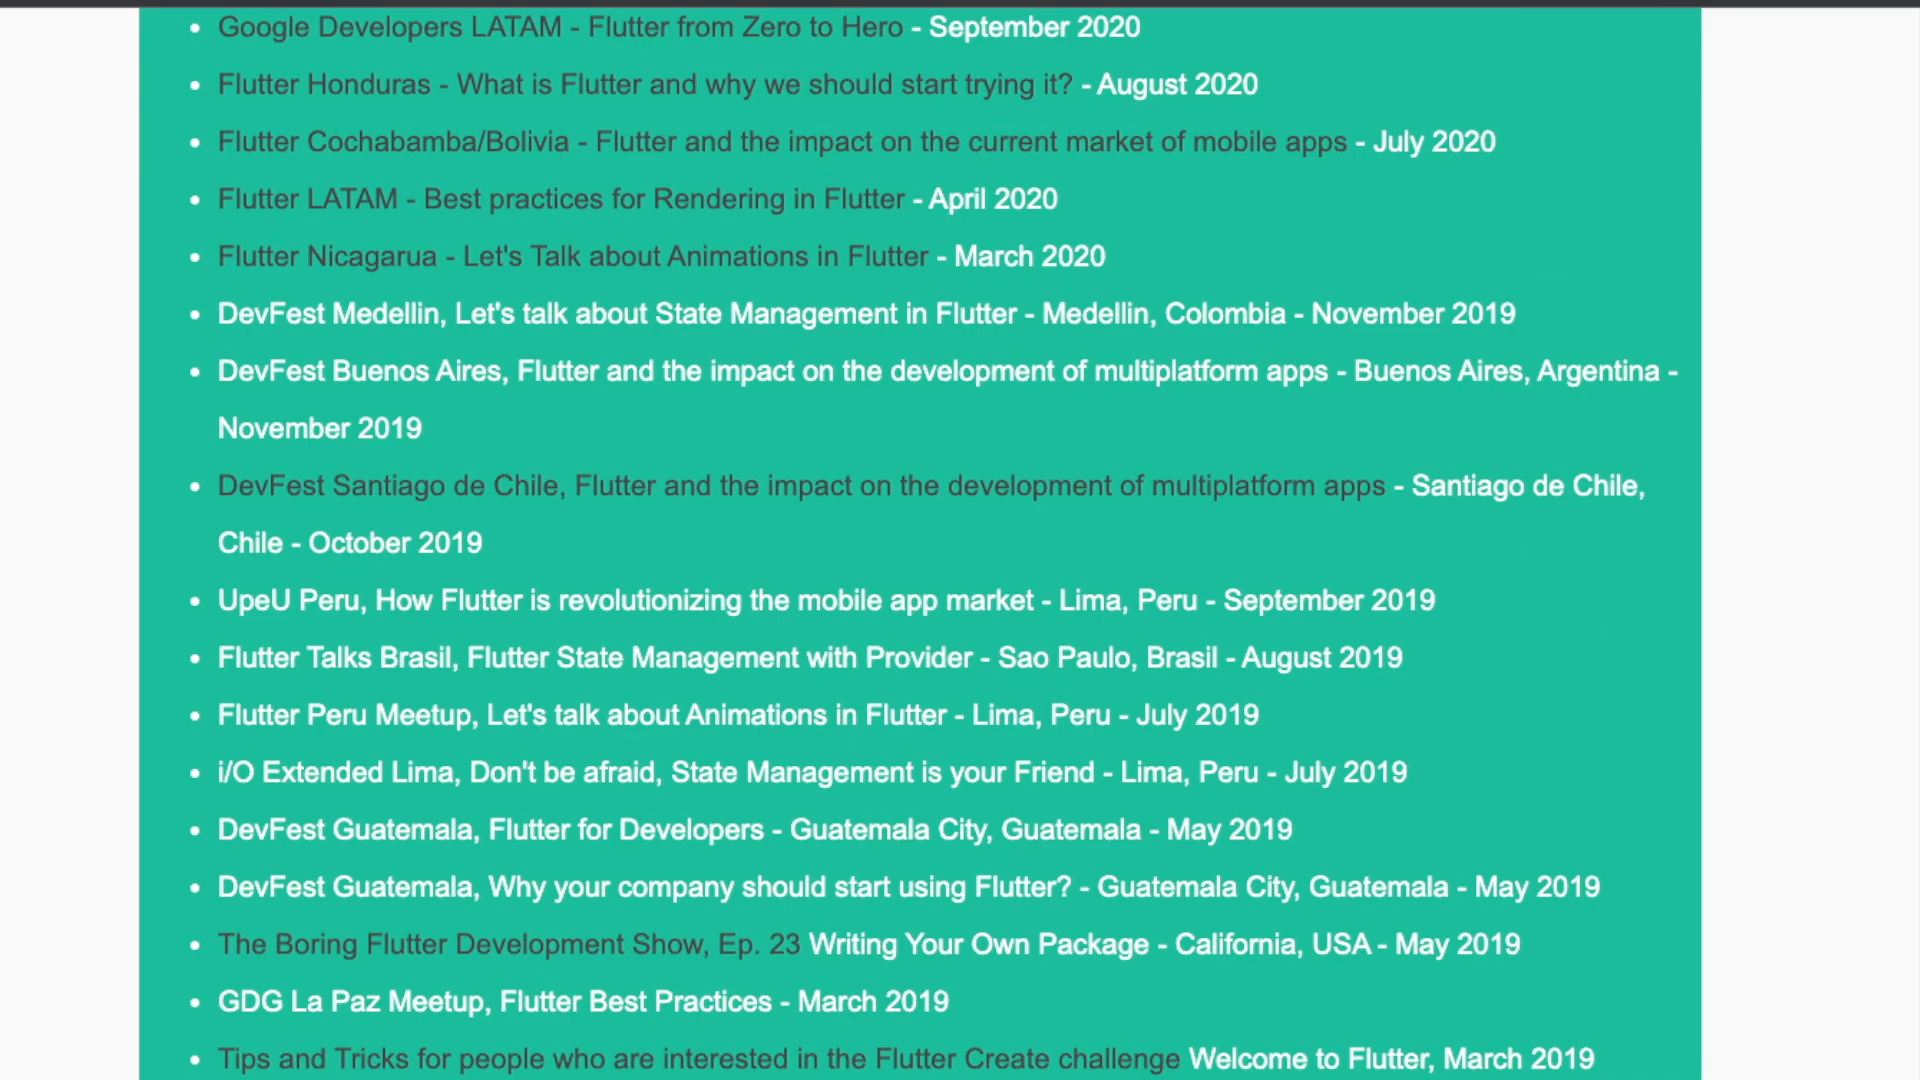 • Google Developers LATAM - Flutter from Zero to Hero - September 2020
• Flutter Honduras - What is Flutter and why we should start trying it? - August 2020
• Flutter Cochabamba/Bolivia - Flutter and the impact on the current market of mobile apps - July 2020
• Flutter LATAM - Best practices for Rendering in Flutter - April 2020
• Flutter Nicagarua - Let's Talk about Animations in Flutter - March 2020
• DevFest Medellin, Let's talk about State Management in Flutter - Medellin, Colombia - November 2019
• DevFest Buenos Aires, Flutter and the impact on the development of multiplatform apps - Buenos Aires, Argentina -
November 2019
• DevFest Santiago de Chile, Flutter and the impact on the development of multiplatform apps - Santiago de Chile,
Chile - October 2019
• UpeU Peru, How Flutter is revolutionizing the mobile app market - Lima, Peru - September 2019
• Flutter Talks Brasil, Flutter State Management with Provider - Sao Paulo, Brasil - August 2019
• Flutter Peru Meetup, Let's talk about Animations in Flutter - Lima, Peru - July 2019
• i/O Extended Lima, Don't be afraid, State Management is your Friend - Lima, Peru - July 2019
• DevFest Guatemala, Flutter for Developers - Guatemala City, Guatemala - May 2019
• DevFest Guatemala, Why your company should start using Flutter? - Guatemala City, Guatemala - May 2019
• The Boring Flutter Development Show, Ep. 23 Writing Your Own Package - California, USA - May 2019
• GDG La Paz Meetup, Flutter Best Practices - March 2019
• Tips and Tricks for people who are interested in the Flutter Create challenge Welcome to Flutter, March 2019